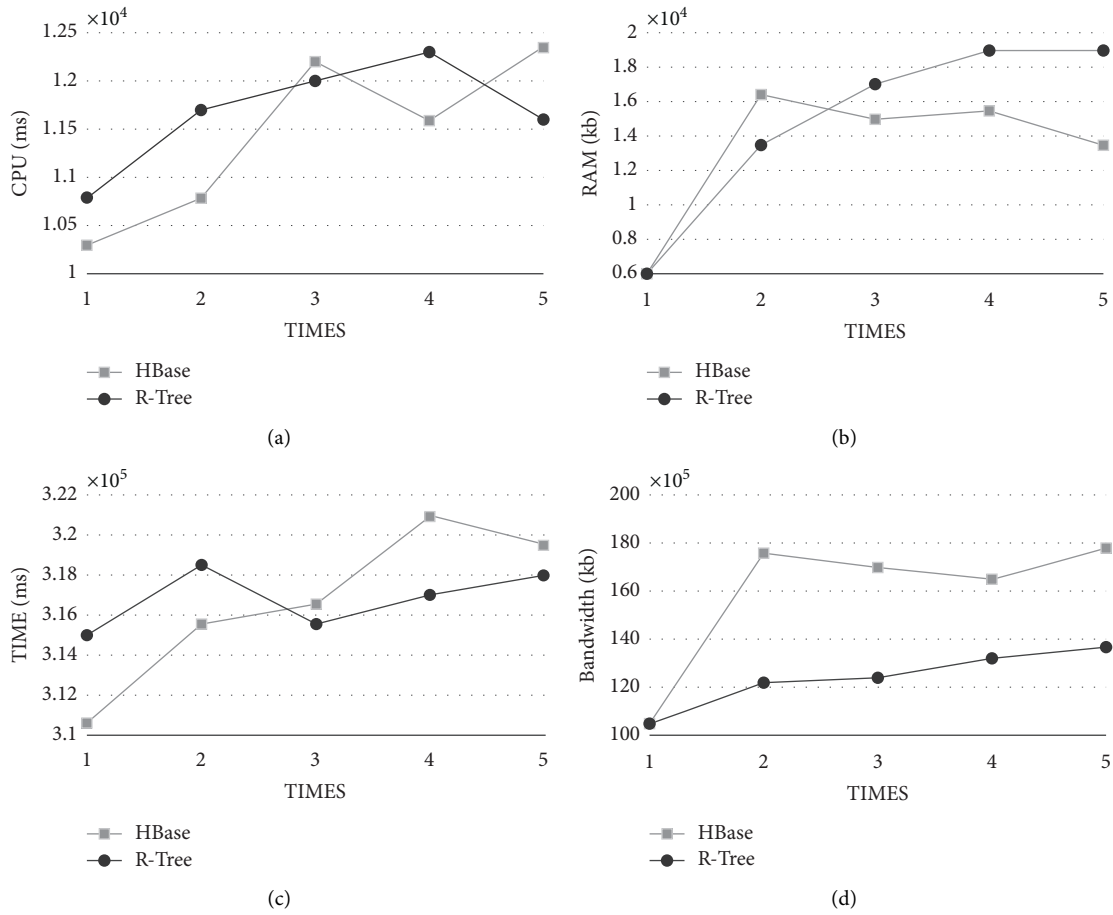 ×10⁴
1.25
1.2
1.15
1.1
1.05
1
CPU (ms)
1 2 3 4 5
TIMES
HBase
R-Tree
(a)
×10⁴
2
1.8
1.6
1.4
1.2
1
0.8
0.6
RAM (kb)
1 2 3 4 5
TIMES
HBase
R-Tree
(b)
×10⁵
3.22
3.2
3.18
3.16
3.14
3.12
3.1
TIME (ms)
1 2 3 4 5
TIMES
HBase
R-Tree
(c)
×10⁵
200
180
160
140
120
100
Bandwidth (kb)
1 2 3 4 5
TIMES
HBase
R-Tree
(d)